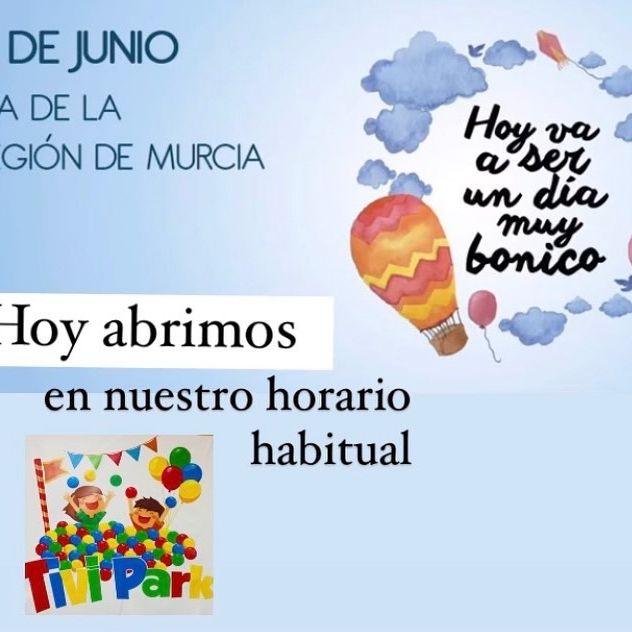 DE JUNIO
A DE LA
EGIÓN DE MURCIA
Hoy va
a ser
un día
muy
bonico
Hoy abrimos
en nuestro horario
habitual
Tivi Park